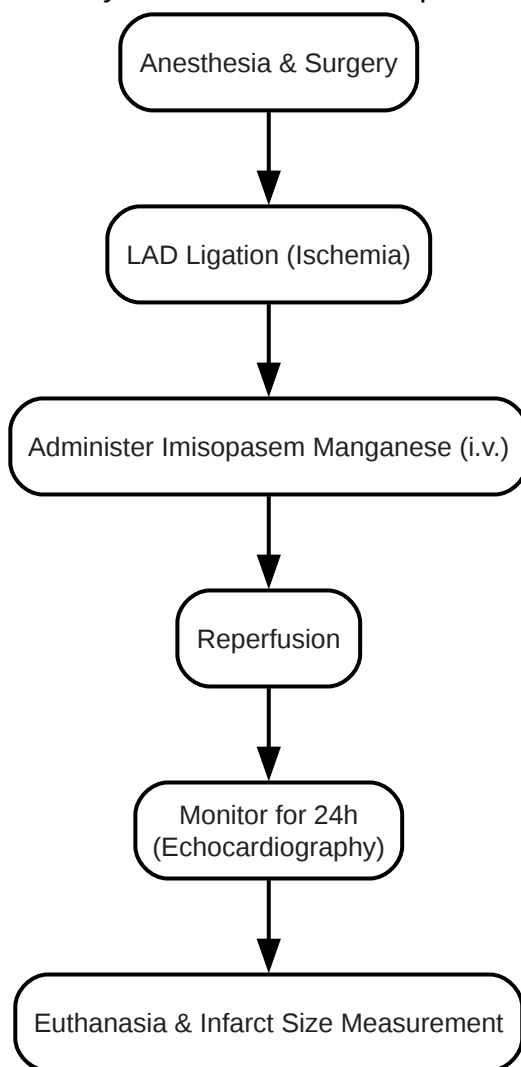 Anesthesia & Surgery
LAD Ligation (Ischemia)
Administer Imisopasem Manganese (i.v.)
Reperfusion
Monitor for 24h
(Echocardiography)
Euthanasia & Infarct Size Measurement